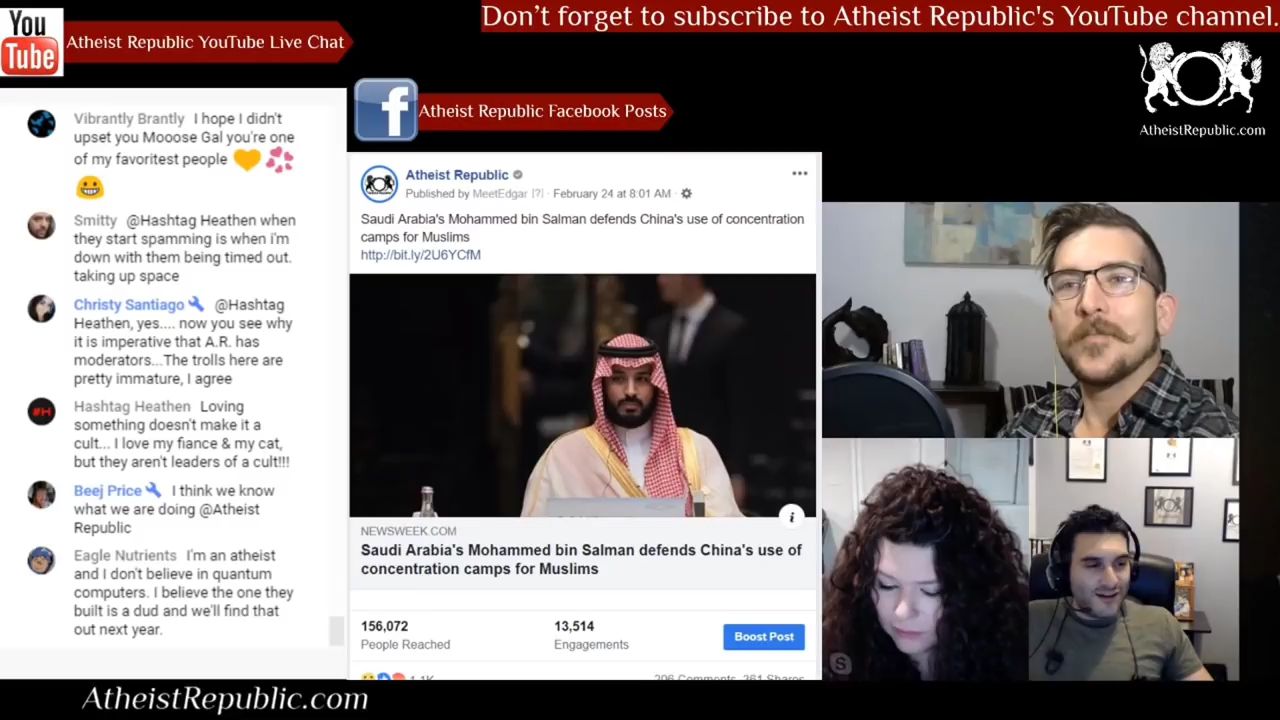 Don't forget to subscribe to Atheist Republic's YouTube channel.
You
Tube
Atheist Republic YouTube Live Chat
AtheistRepublic.com
f
Atheist Republic Facebook Posts
Vibrantly Brantly I hope I didn't
upset you Mooose Gal you're one
of my favoritest people 💛 💞
😁
Smitty @Hashtag Heathen when
they start spamming is when i'm
down with them being timed out.
taking up space
Christy Santiago @Hashtag
Heathen, yes.... now you see why
it is imperative that A.R. has
moderators...The trolls here are
pretty immature, I agree
#H
Hashtag Heathen Loving
something doesn't make it a
cult... I love my fiance & my cat,
but they aren't leaders of a cult!!!
Beej Price I think we know
what we are doing @Atheist
Republic
Eagle Nutrients I'm an atheist
and I don't believe in quantum
computers. I believe the one they
built is a dud and we'll find that
out next year.
Atheist Republic
Published by MeetEdgar [?] · February 24 at 8:01 AM ·
Saudi Arabia's Mohammed bin Salman defends China's use of concentration
camps for Muslims
http://bit.ly/2U6YCfM
i
NEWSWEEK.COM
Saudi Arabia's Mohammed bin Salman defends China's use of
concentration camps for Muslims
156,072
People Reached
13,514
Engagements
Boost Post
1.1K
296 Comments 361 Shares
S
AtheistRepublic.com